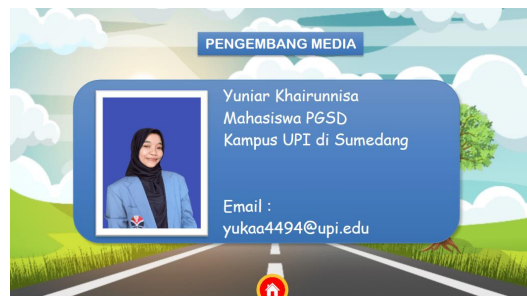 PENGEMBANG MEDIA
Yuniar Khairunnisa
Mahasiswa PGSD
Kampus UPI di Sumedang
Email :
yukaa4494@upi.edu